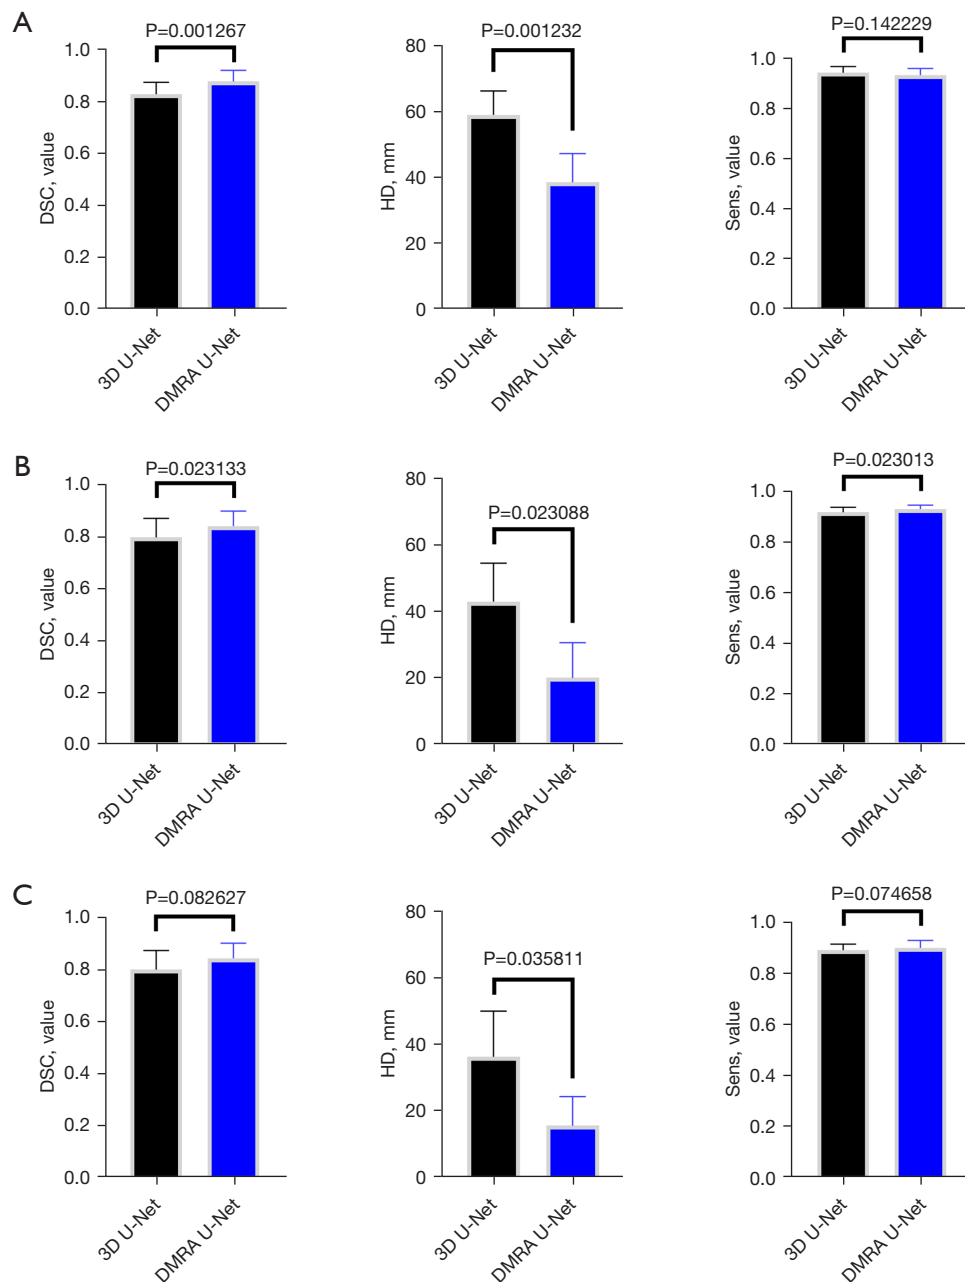 A
P=0.001267
1.0
0.8
0.6
0.4
0.2
0.0
DSC, value
3D U-Net
DMRA U-Net
P=0.001232
80
60
40
20
0
HD, mm
3D U-Net
DMRA U-Net
P=0.142229
1.0
0.8
0.6
0.4
0.2
0.0
Sens, value
3D U-Net
DMRA U-Net
B
P=0.023133
1.0
0.8
0.6
0.4
0.2
0.0
DSC, value
3D U-Net
DMRA U-Net
P=0.023088
80
60
40
20
0
HD, mm
3D U-Net
DMRA U-Net
P=0.023013
1.0
0.8
0.6
0.4
0.2
0.0
Sens, value
3D U-Net
DMRA U-Net
C
P=0.082627
1.0
0.8
0.6
0.4
0.2
0.0
DSC, value
3D U-Net
DMRA U-Net
P=0.035811
80
60
40
20
0
HD, mm
3D U-Net
DMRA U-Net
P=0.074658
1.0
0.8
0.6
0.4
0.2
0.0
Sens, value
3D U-Net
DMRA U-Net